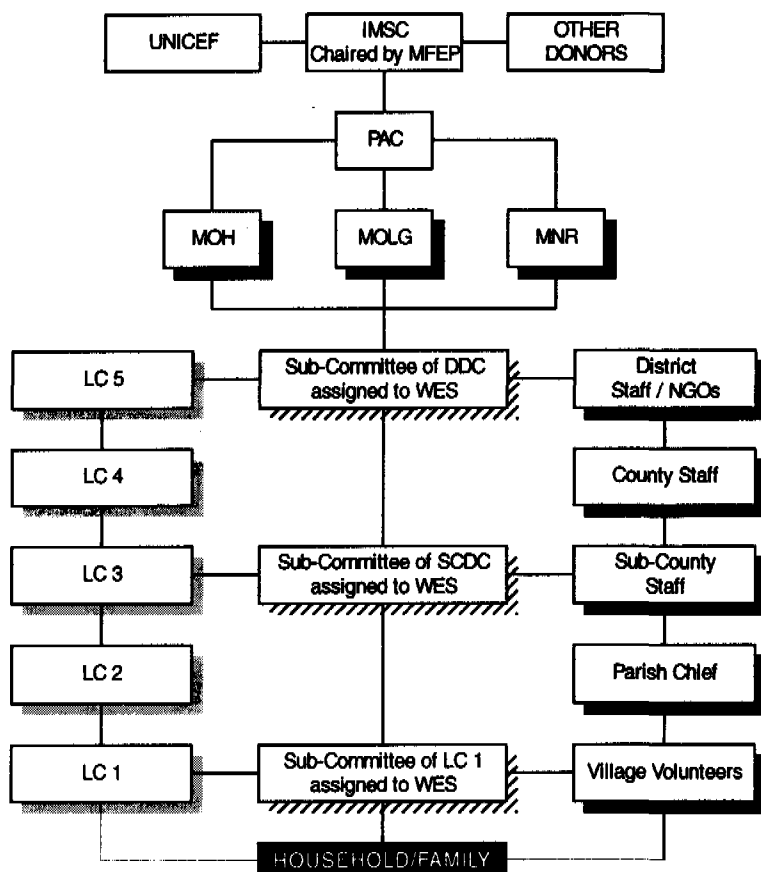 UNICEF
IMSC
Chaired by MFEP
OTHER
DONORS
PAC
MOH
MOLG
MNR
LC 5
Sub-Committee of DDC
assigned to WES
District
Staff / NGOs
LC 4
County Staff
LC 3
Sub-Committee of SCDC
assigned to WES
Sub-County
Staff
LC 2
Parish Chief
LC 1
Sub-Committee of LC 1
assigned to WES
Village Volunteers
HOUSEHOLD/FAMILY